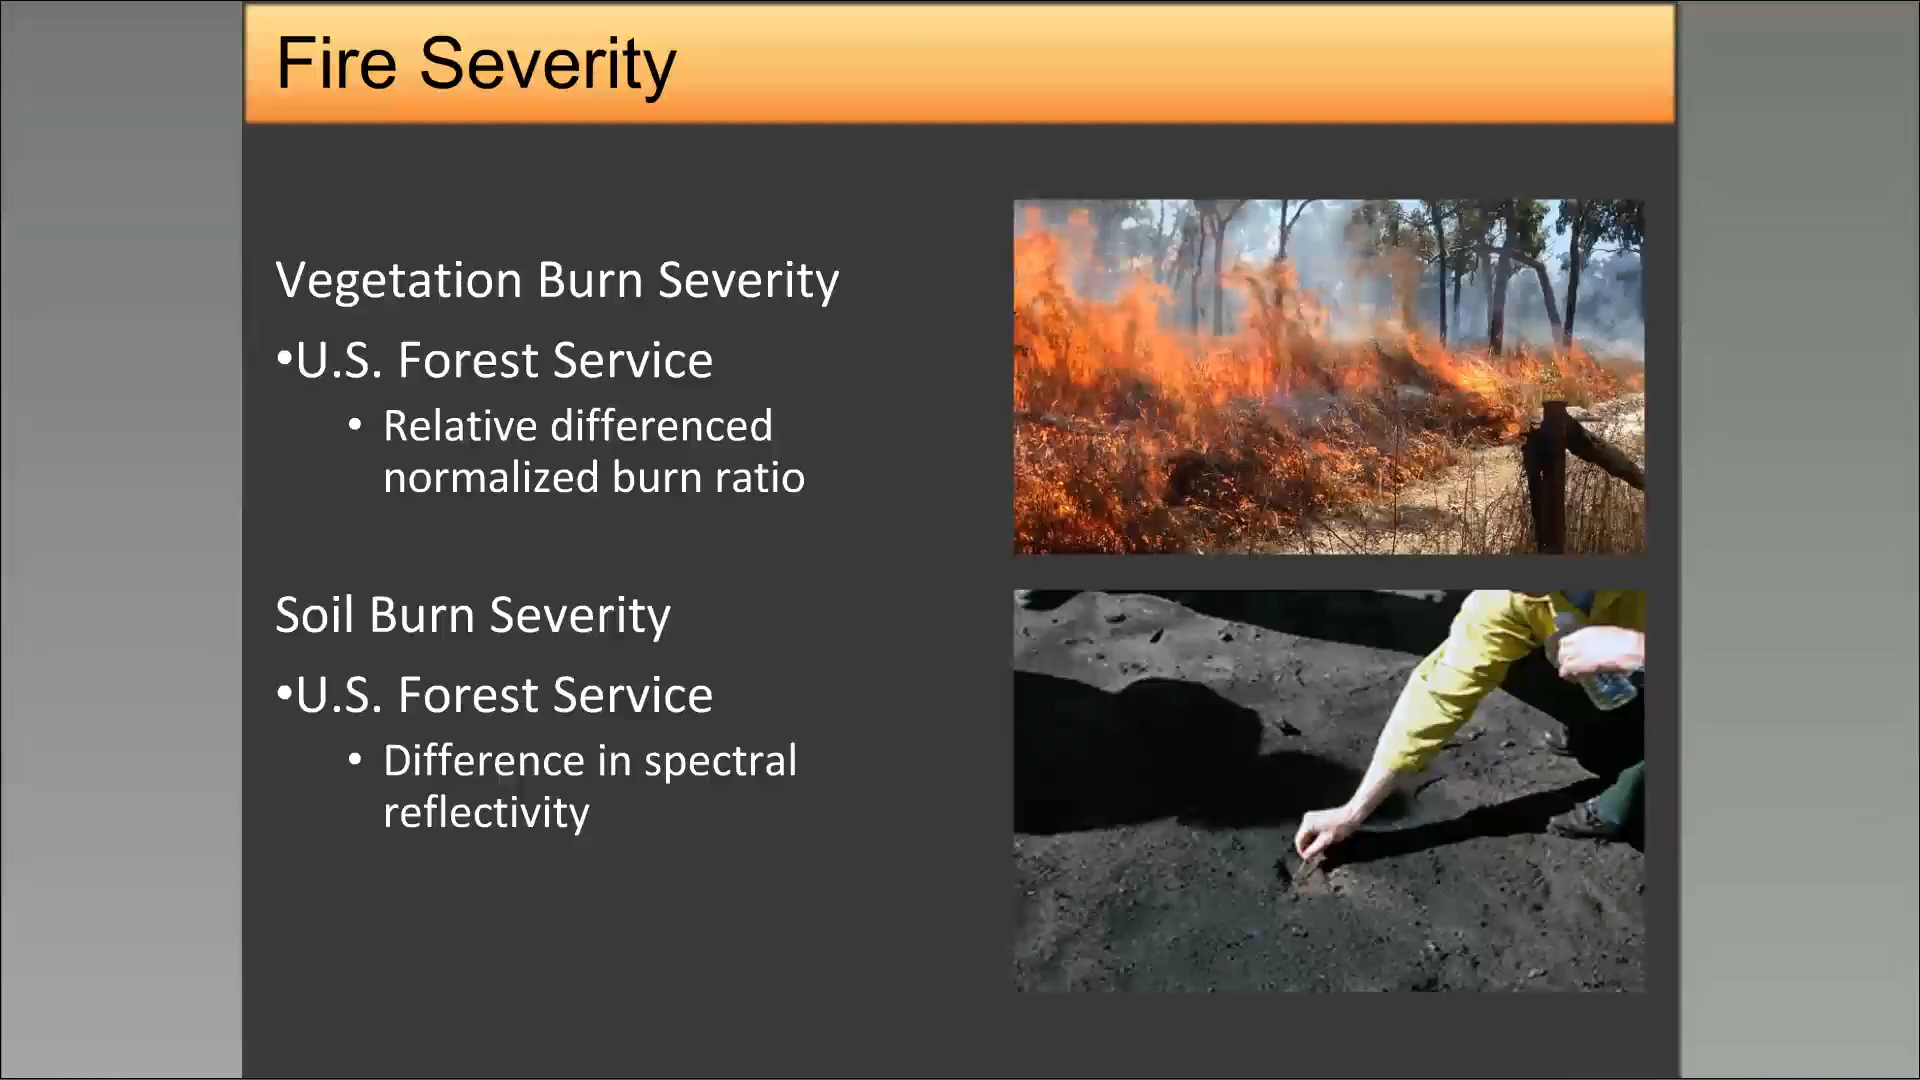 Fire Severity
Vegetation Burn Severity
•U.S. Forest Service
• Relative differenced
normalized burn ratio
Soil Burn Severity
•U.S. Forest Service
• Difference in spectral
reflectivity